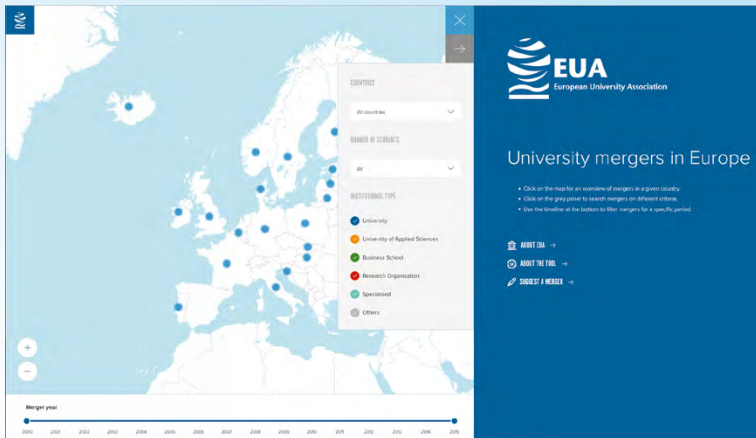 COUNTRIES
All countries
NUMBER OF STUDENTS
All
INSTITUTIONAL TYPE
University
University of Applied Sciences
Business School
Research Organisation
Specialised
Others
+
−
Merger year
2000 2001 2002 2003 2004 2005 2006 2007 2008 2009 2010 2011 2012 2013 2014 2015
EUA
European University Association
University mergers in Europe
• Click on the map for an overview of mergers in a given country.
• Click on the grey panel to search mergers on different criteria.
• Use the timeline at the bottom to filter mergers for a specific period.
ABOUT EUA →
ABOUT THE TOOL →
SUGGEST A MERGER →